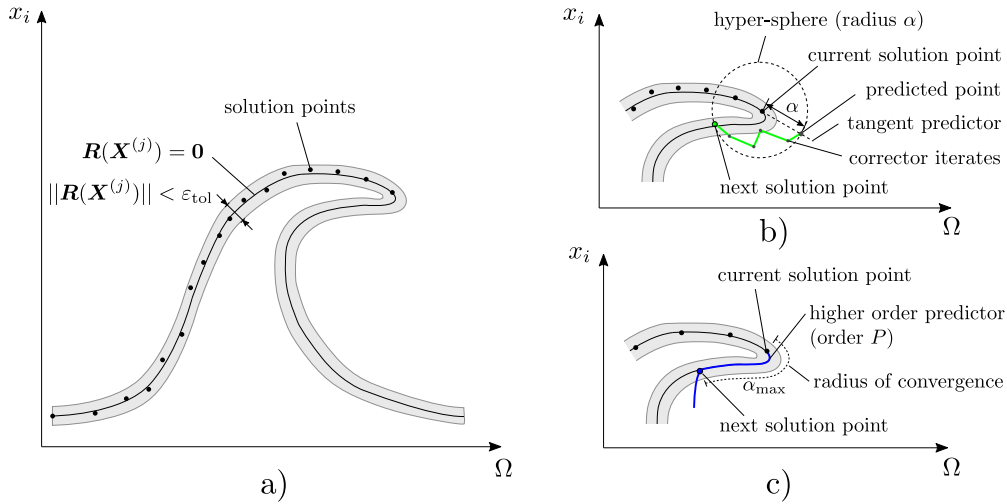 x_i
solution points
R(X^(j)) = 0
||R(X^(j))|| < ε_tol
Ω
a)
x_i
hyper-sphere (radius α)
current solution point
predicted point
α
tangent predictor
corrector iterates
next solution point
Ω
b)
x_i
current solution point
higher order predictor
(order P)
radius of convergence
α_max
next solution point
Ω
c)